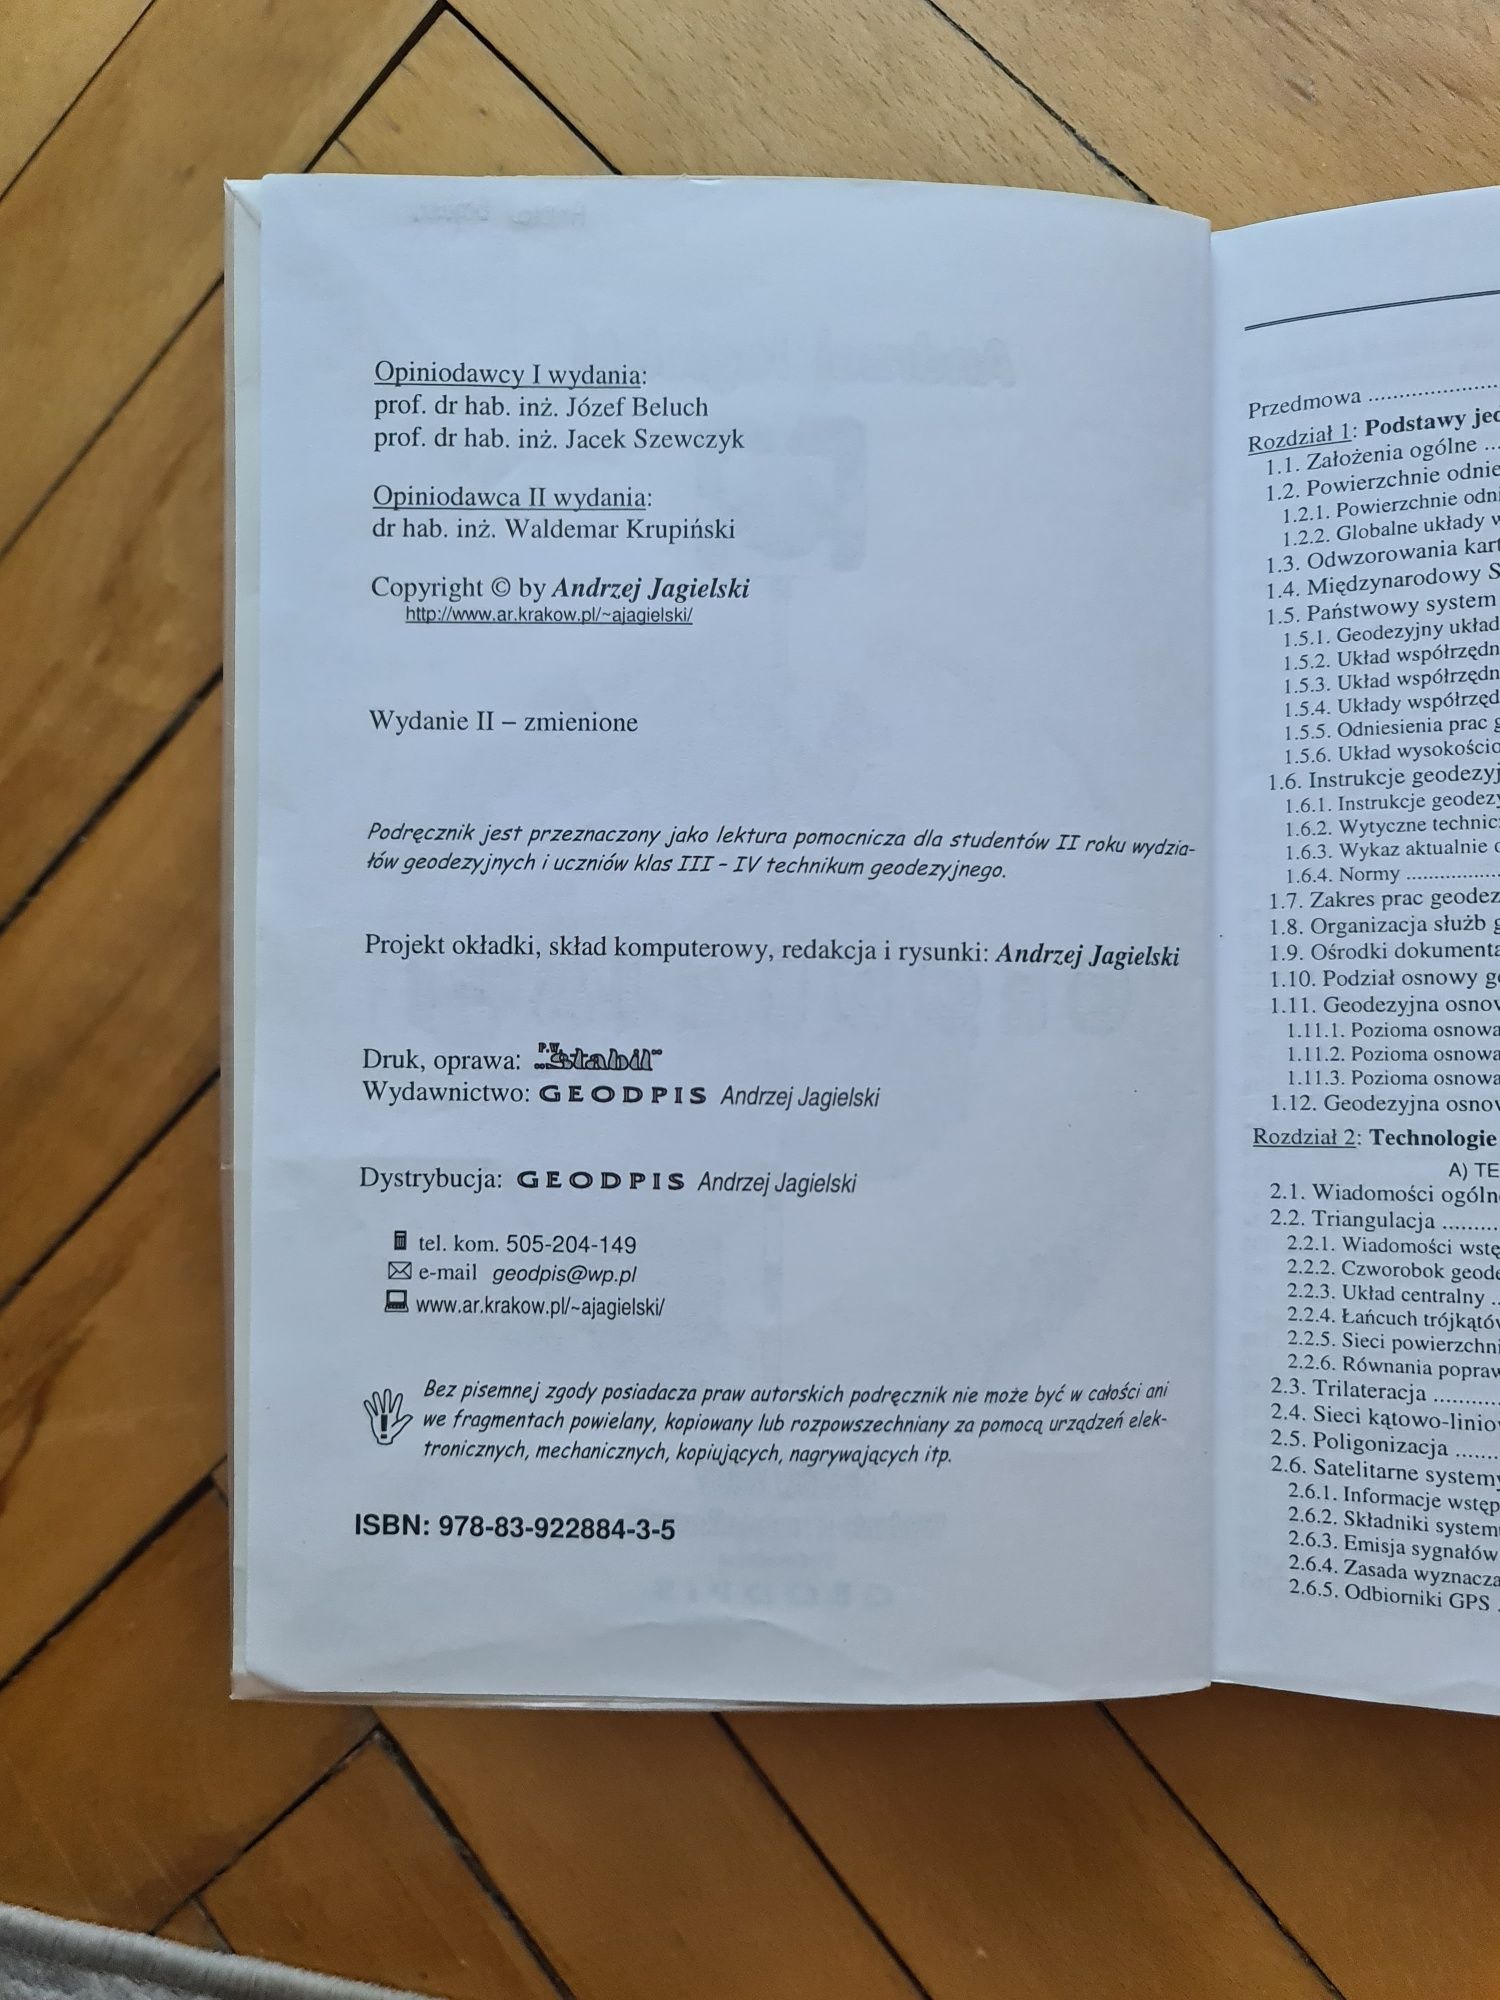 Opiniodawcy I wydania:
prof. dr hab. inż. Józef Beluch
prof. dr hab. inż. Jacek Szewczyk
Opiniodawca II wydania:
dr hab. inż. Waldemar Krupiński
Copyright © by Andrzej Jagielski
http://www.ar.krakow.pl/~ajagielski/
Wydanie II – zmienione
Podręcznik jest przeznaczony jako lektura pomocnicza dla studentów II roku wydzia-
łów geodezyjnych i uczniów klas III – IV technikum geodezyjnego.
Projekt okładki, skład komputerowy, redakcja i rysunki: Andrzej Jagielski
Druk, oprawa: P.W. „Stabil”
Wydawnictwo: GEODPIS Andrzej Jagielski
Dystrybucja: GEODPIS Andrzej Jagielski
tel. kom. 505-204-149
e-mail geodpis@wp.pl
www.ar.krakow.pl/~ajagielski/
Bez pisemnej zgody posiadacza praw autorskich podręcznik nie może być w całości ani
we fragmentach powielany, kopiowany lub rozpowszechniany za pomocą urządzeń elek-
tronicznych, mechanicznych, kopiujących, nagrywających itp.
ISBN: 978-83-922884-3-5
Przedmowa ....................
Rozdział 1: Podstawy jed
1.1. Założenia ogólne ...
1.2. Powierzchnie odnie
1.2.1. Powierzchnie odni
1.2.2. Globalne układy w
1.3. Odwzorowania kart
1.4. Międzynarodowy S
1.5. Państwowy system
1.5.1. Geodezyjny układ
1.5.2. Układ współrzędn
1.5.3. Układ współrzędn
1.5.4. Układy współrzęd
1.5.5. Odniesienia prac g
1.5.6. Układ wysokościo
1.6. Instrukcje geodezyj
1.6.1. Instrukcje geodezy
1.6.2. Wytyczne technicz
1.6.3. Wykaz aktualnie o
1.6.4. Normy ..................
1.7. Zakres prac geodez
1.8. Organizacja służb g
1.9. Ośrodki dokumenta
1.10. Podział osnowy ge
1.11. Geodezyjna osnow
1.11.1. Pozioma osnowa
1.11.2. Pozioma osnowa
1.11.3. Pozioma osnowa
1.12. Geodezyjna osnow
Rozdział 2: Technologie
A) TE
2.1. Wiadomości ogóln
2.2. Triangulacja .........
2.2.1. Wiadomości wstę
2.2.2. Czworobok geode
2.2.3. Układ centralny ..
2.2.4. Łańcuch trójkątów
2.2.5. Sieci powierzchni
2.2.6. Równania popraw
2.3. Trilateracja ..........
2.4. Sieci kątowo-linio
2.5. Poligonizacja .......
2.6. Satelitarne systemy
2.6.1. Informacje wstęp
2.6.2. Składniki system
2.6.3. Emisja sygnałów
2.6.4. Zasada wyznacza
2.6.5. Odbiorniki GPS .